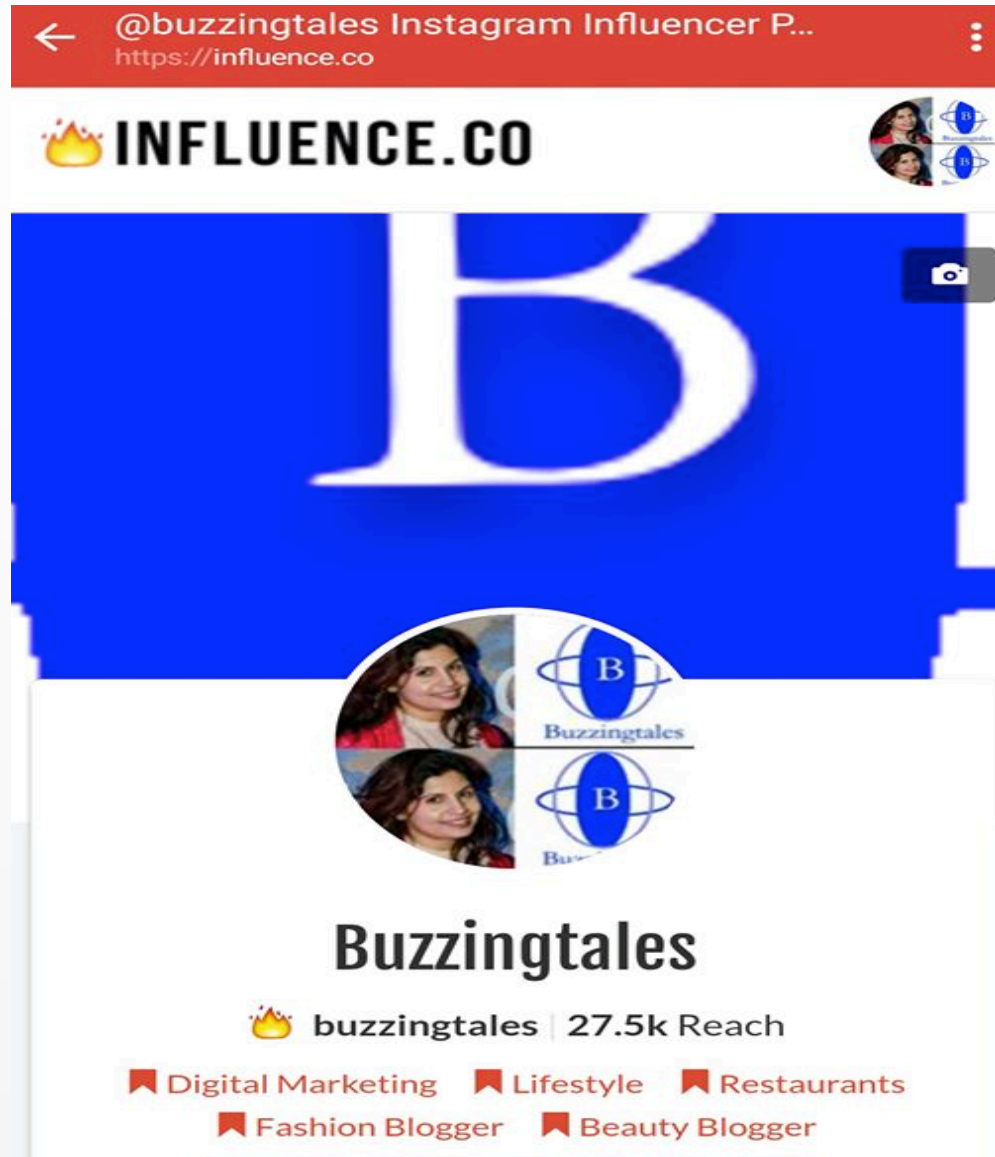 @buzzingtales Instagram Influencer P...
https://influence.co
INFLUENCE.CO
B
Buzzingtales
B
B
B
Buzzingtales
B
Buzzingtales
buzzingtales | 27.5k Reach
Digital Marketing Lifestyle Restaurants
Fashion Blogger Beauty Blogger